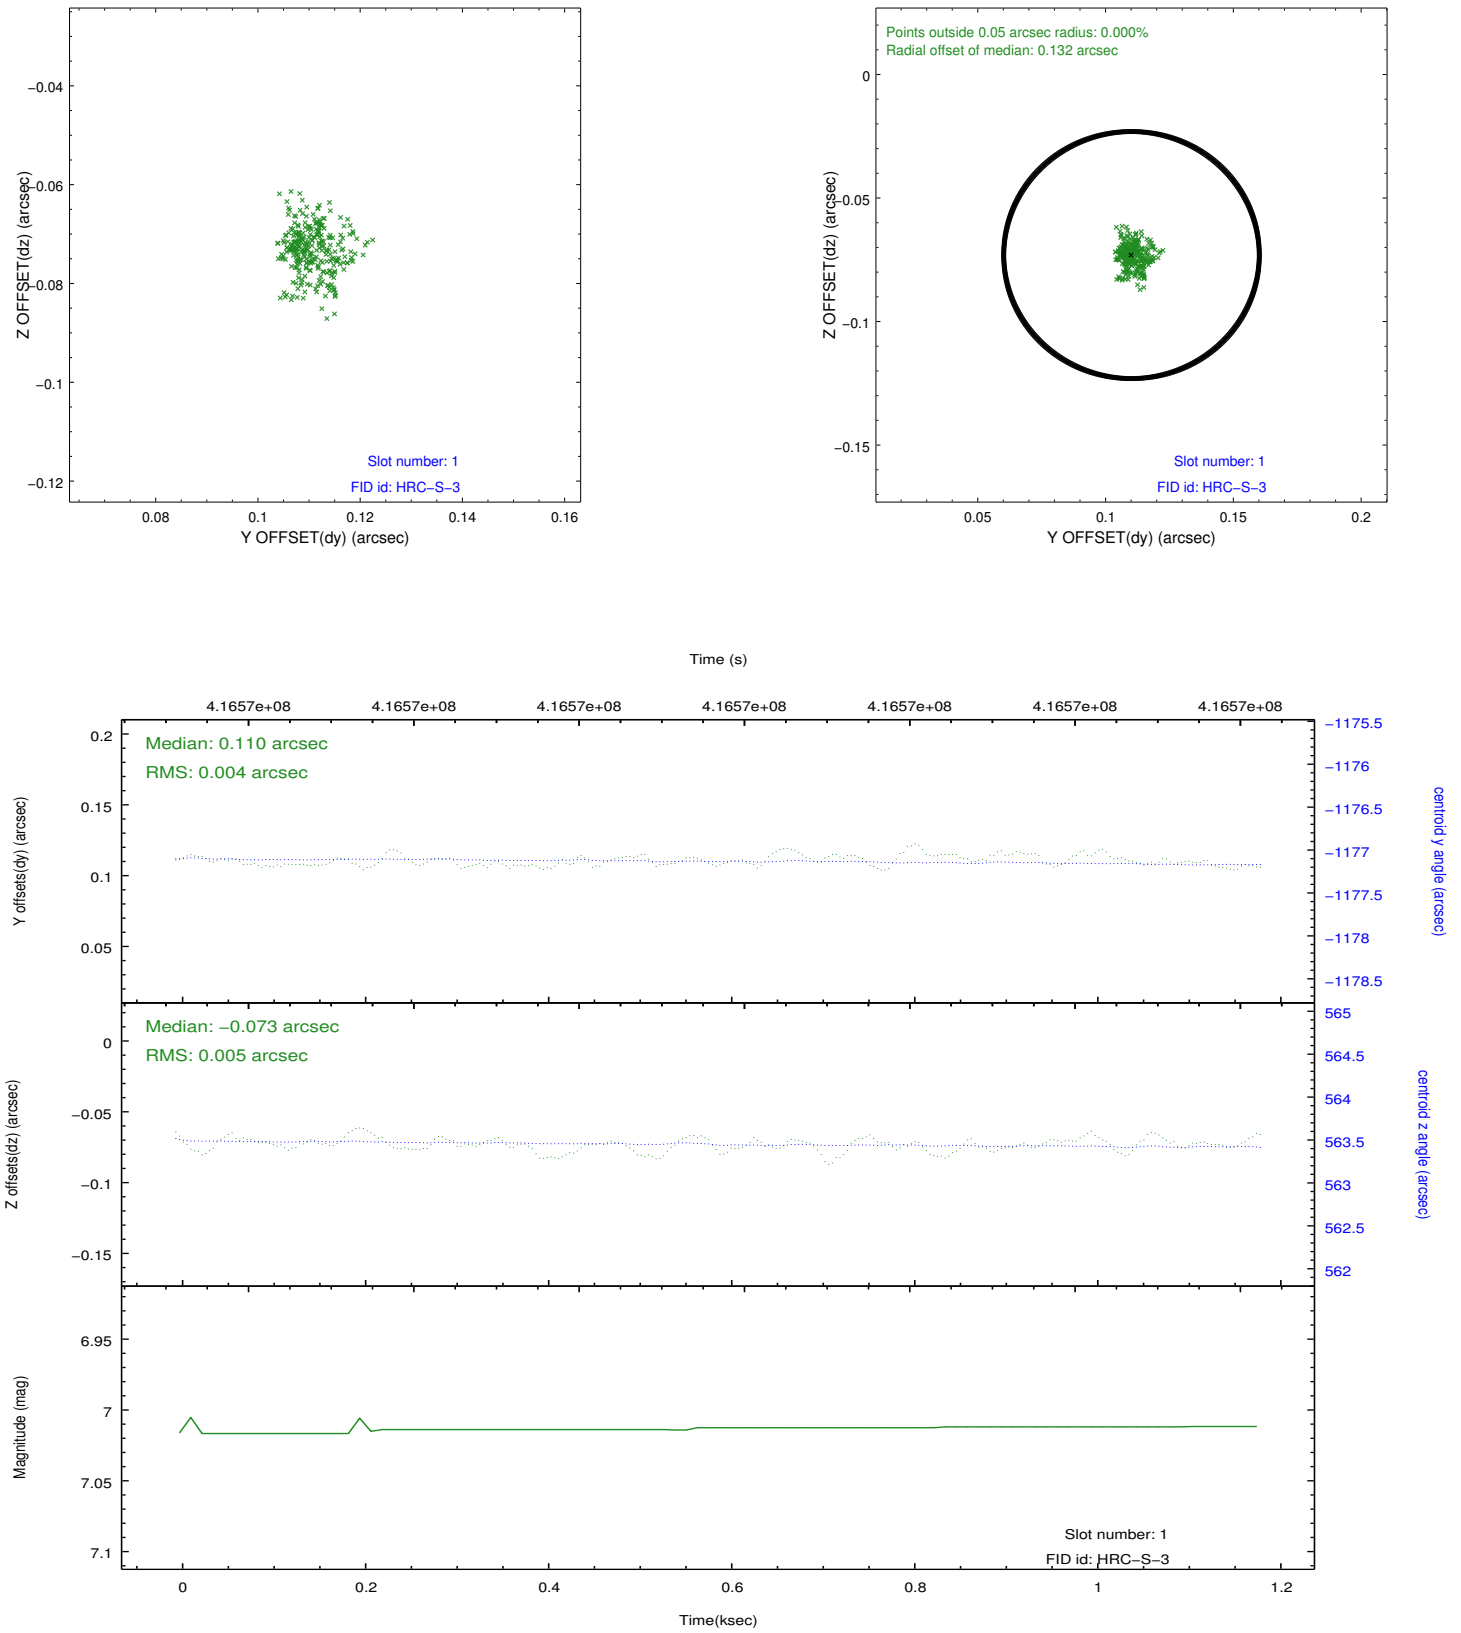 −0.04
−0.06
−0.08
−0.1
−0.12
Z OFFSET(dz) (arcsec)
Slot number: 1
FID id: HRC−S−3
0.08 0.1 0.12 0.14 0.16
Y OFFSET(dy) (arcsec)
Points outside 0.05 arcsec radius: 0.000%
Radial offset of median: 0.132 arcsec
0
−0.05
−0.1
−0.15
Z OFFSET(dz) (arcsec)
Slot number: 1
FID id: HRC−S−3
0.05 0.1 0.15 0.2
Y OFFSET(dy) (arcsec)
Time (s)
4.1657e+08 4.1657e+08 4.1657e+08 4.1657e+08 4.1657e+08 4.1657e+08 4.1657e+08
Median: 0.110 arcsec
RMS: 0.004 arcsec
0.2
0.15
0.1
0.05
Y offsets(dy) (arcsec)
−1175.5
−1176
−1176.5
−1177
−1177.5
−1178
−1178.5
centroid y angle (arcsec)
Median: −0.073 arcsec
RMS: 0.005 arcsec
0
−0.05
−0.1
−0.15
Z offsets(dz) (arcsec)
565
564.5
564
563.5
563
562.5
562
centroid z angle (arcsec)
6.95
7
7.05
7.1
Magnitude (mag)
Slot number: 1
FID id: HRC−S−3
0 0.2 0.4 0.6 0.8 1 1.2
Time(ksec)